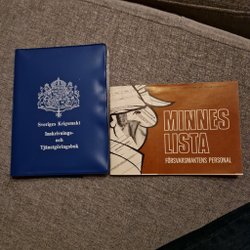 Sveriges Krigsmakt
Inskrivnings-
och
Tjänstgöringsbok
MINNES
LISTA
FÖRSVARSMAKTENS PERSONAL